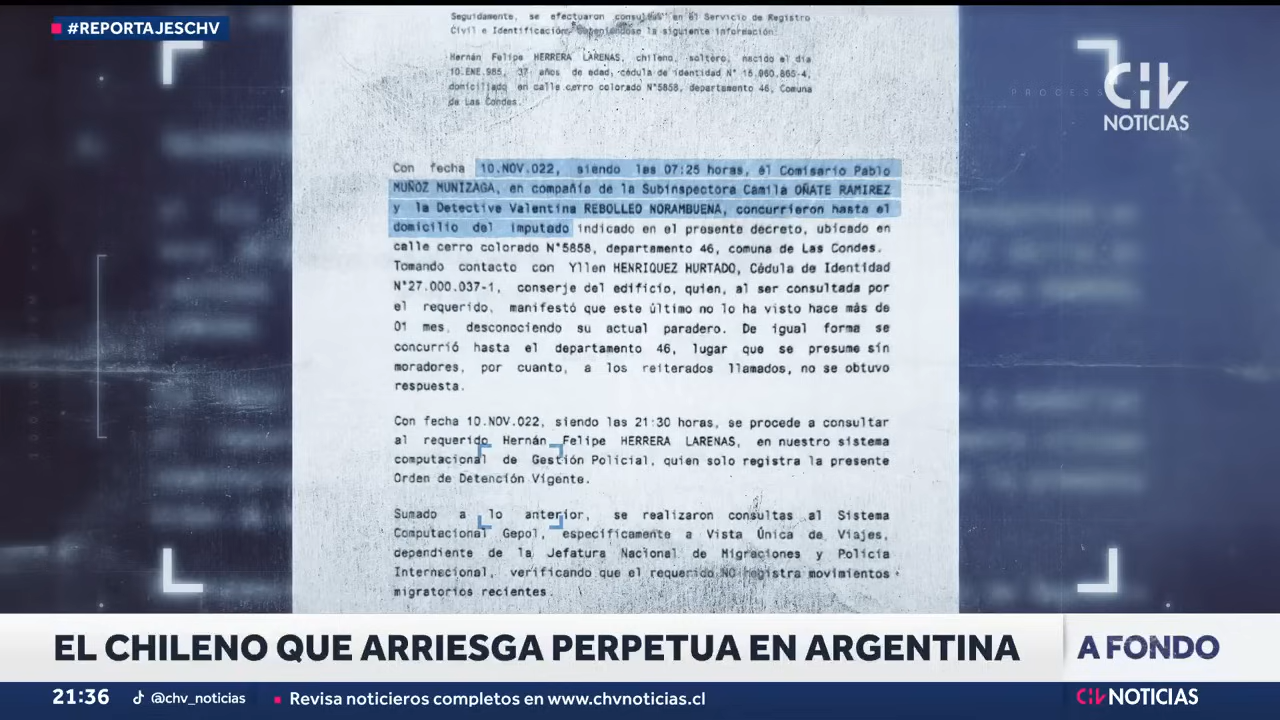 #REPORTAJESCHV
Seguidamente, se efectuaron consultas en el Servicio de Registro
Civil e Identificación, obteniéndose la siguiente información:
Hernán Felipe HERRERA LARENAS, chileno, soltero, nacido el día
10.ENE.985, 37 años de edad, cédula de identidad N° 15.960.865-4,
domiciliado en calle cerro colorado N°5858, departamento 46, Comuna
de Las Condes.
PROCES
CHV
NOTICIAS
Con fecha 10.NOV.022, siendo las 07:25 horas, el Comisario Pablo
MUÑOZ MUNIZAGA, en compañía de la Subinspectora Camila OÑATE RAMIREZ
y la Detective Valentina REBOLLEO NORAMBUENA, concurrieron hasta el
domicilio del imputado indicado en el presente decreto, ubicado en
calle cerro colorado N°5858, departamento 46, comuna de Las Condes.
Tomando contacto con Yllen HENRIQUEZ HURTADO, Cédula de Identidad
N°27.000.037-1, conserje del edificio, quien, al ser consultada por
el requerido, manifestó que este último no lo ha visto hace más de
01 mes, desconociendo su actual paradero. De igual forma se
concurrió hasta el departamento 46, lugar que se presume sin
moradores, por cuanto, a los reiterados llamados, no se obtuvo
respuesta.
Con fecha 10.NOV.022, siendo las 21:30 horas, se procede a consultar
al requerido Hernán Felipe HERRERA LARENAS, en nuestro sistema
computacional de Gestión Policial, quien solo registra la presente
Orden de Detención Vigente.
Sumado a lo anterior, se realizaron consultas al Sistema
Computacional Gepol, específicamente a Vista Única de Viajes,
dependiente de la Jefatura Nacional de Migraciones y Policía
Internacional, verificando que el requerido NO registra movimientos
migratorios recientes.
EL CHILENO QUE ARRIESGA PERPETUA EN ARGENTINA
A FONDO
21:36
@chv_noticias
Revisa noticieros completos en www.chvnoticias.cl
CHV NOTICIAS